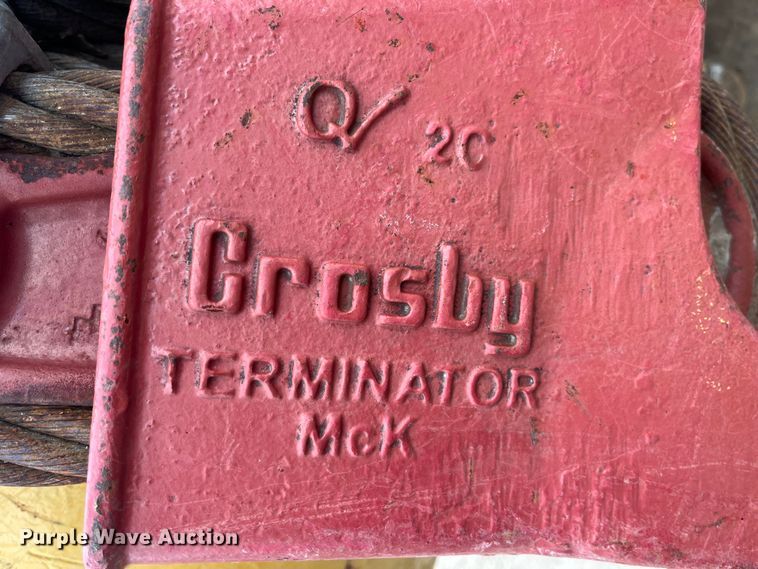 Q 2C
Crosby
TERMINATOR
McK
Purple Wave Auction